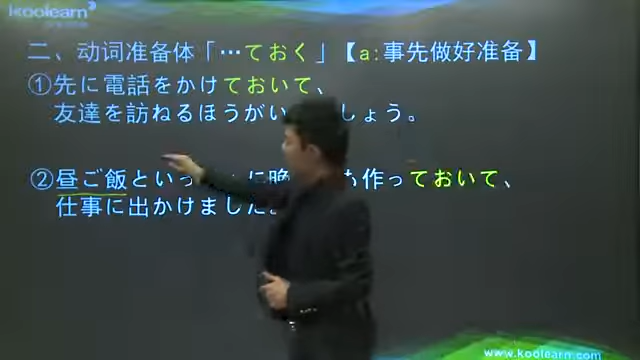 koolearn
二、动词准备体「…ておく」【a:事先做好准备】
①先に電話をかけておいて、
友達を訪ねるほうがい しょう。
②昼ご飯といっ に晩 も作っておいて、
仕事に出かけました。
www.koolearn.com